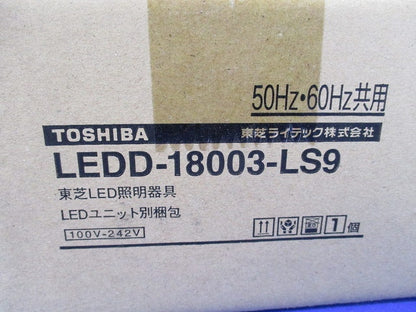 50Hz・60Hz共用
TOSHIBA 東芝ライテック株式会社
LEDD-18003-LS9
東芝LED照明器具
LEDユニット別梱包
100V-242V
1個